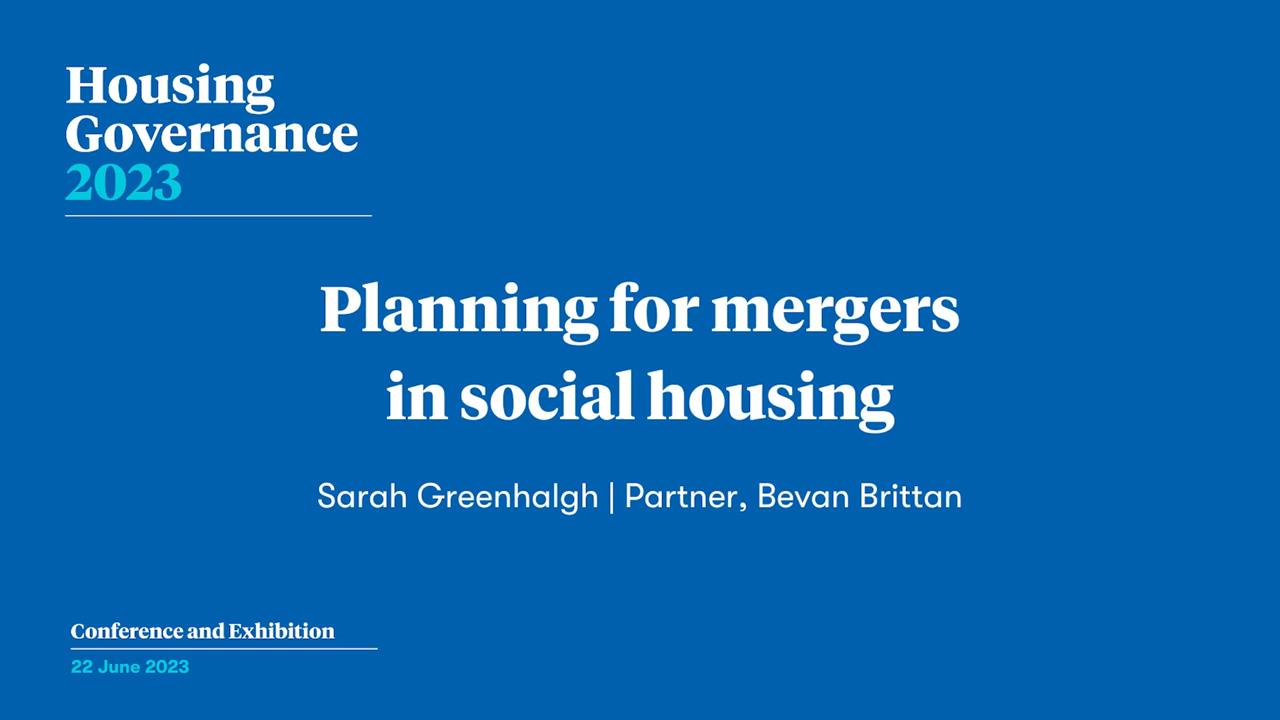 Housing
Governance
2023
Planning for mergers
in social housing
Sarah Greenhalgh | Partner, Bevan Brittan
Conference and Exhibition
22 June 2023